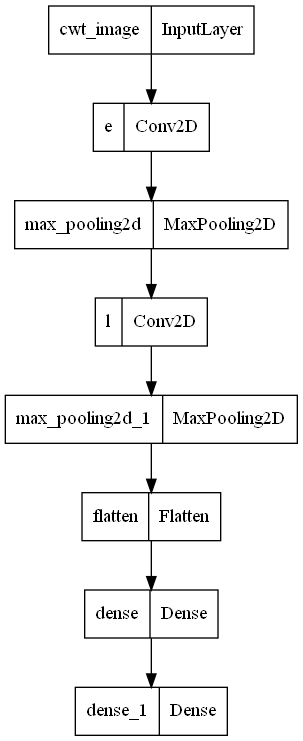 cwt_image InputLayer
e Conv2D
max_pooling2d MaxPooling2D
l Conv2D
max_pooling2d_1 MaxPooling2D
flatten Flatten
dense Dense
dense_1 Dense